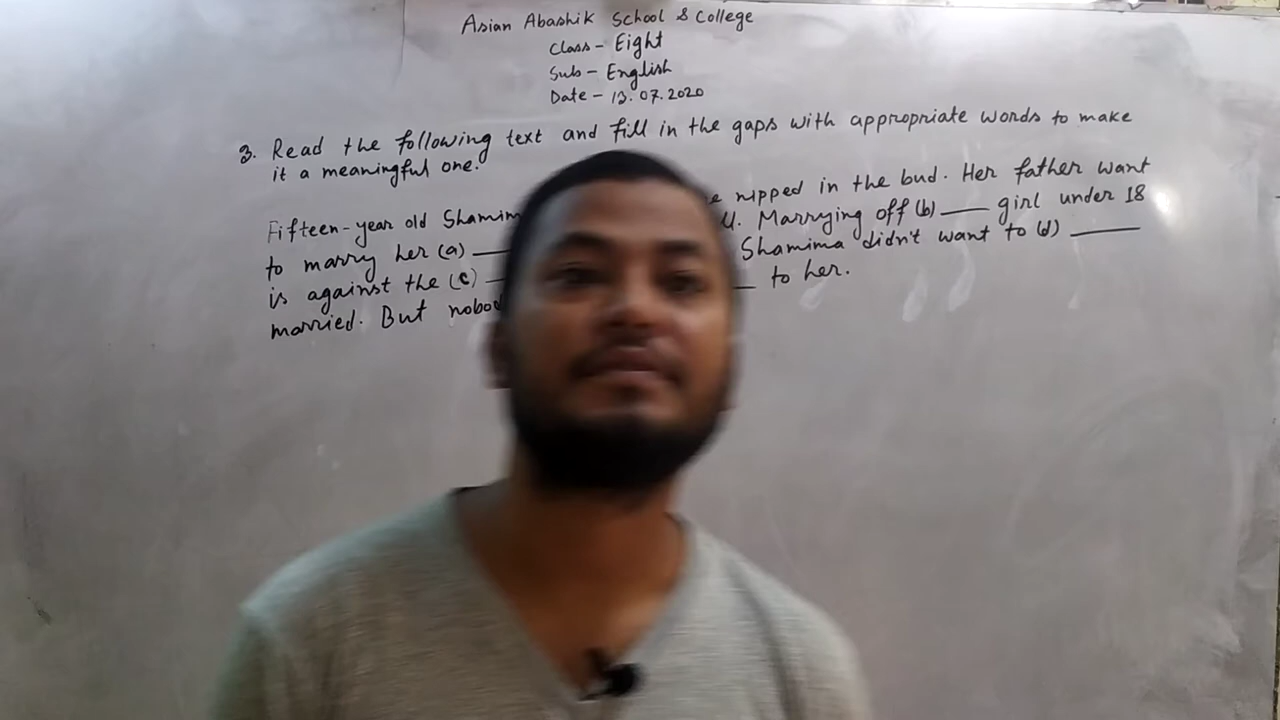 Asian Abashik School & College
Class - Eight
Sub - English
Date - 13.07.2020
3. Read the following text and fill in the gaps with appropriate words to make
it a meaningful one.
Fifteen-year old nipped in the bud. Her father want
to marry her (a) ___ Marrying off (b) ___ girl under 18
is against the (c) Shamima didn't want to (d) ___
married. But to her.